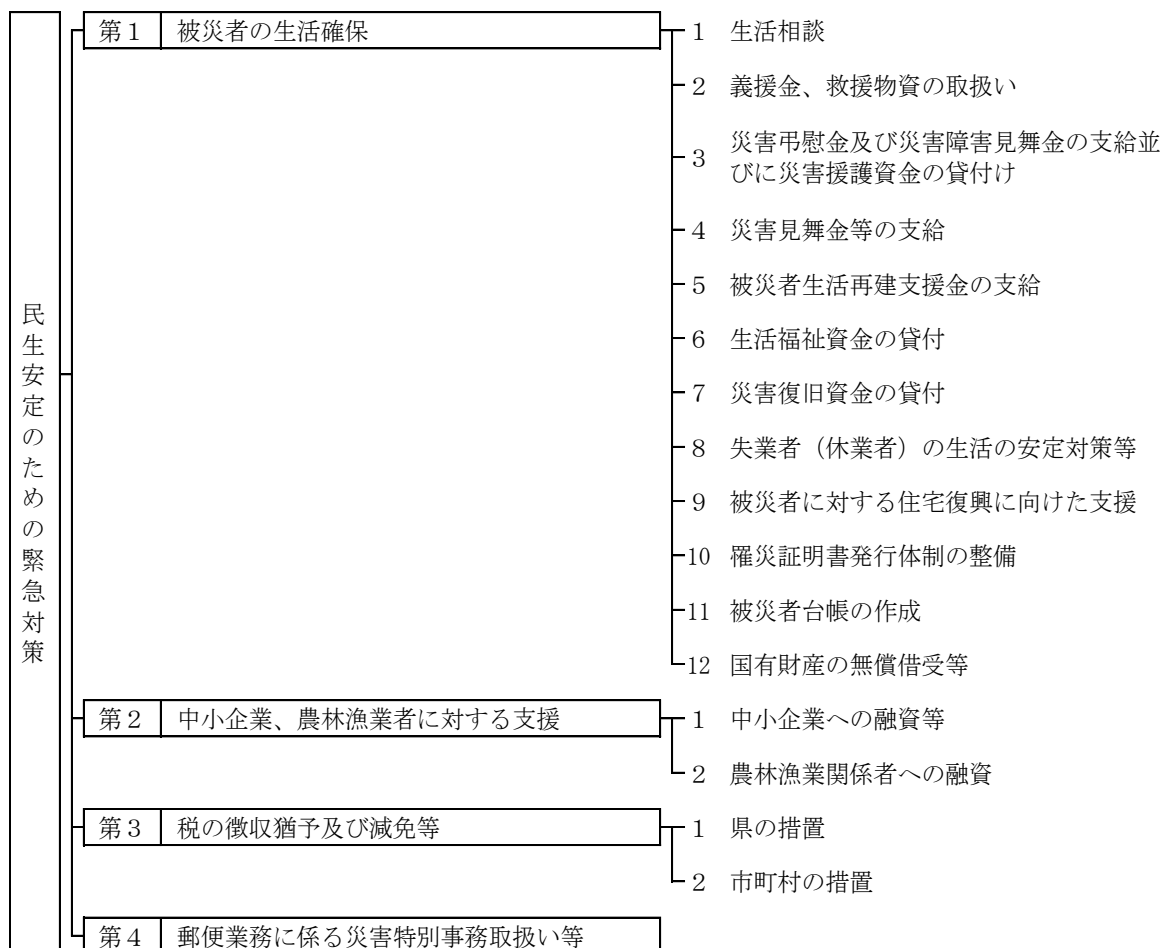 民生安定のための緊急対策
第1 被災者の生活確保
1 生活相談
2 義援金、救援物資の取扱い
3 災害弔慰金及び災害障害見舞金の支給並
びに災害援護資金の貸付け
4 災害見舞金等の支給
5 被災者生活再建支援金の支給
6 生活福祉資金の貸付
7 災害復旧資金の貸付
8 失業者（休業者）の生活の安定対策等
9 被災者に対する住宅復興に向けた支援
10 罹災証明書発行体制の整備
11 被災者台帳の作成
12 国有財産の無償借受等
第2 中小企業、農林漁業者に対する支援
1 中小企業への融資等
2 農林漁業関係者への融資
第3 税の徴収猶予及び減免等
1 県の措置
2 市町村の措置
第4 郵便業務に係る災害特別事務取扱い等